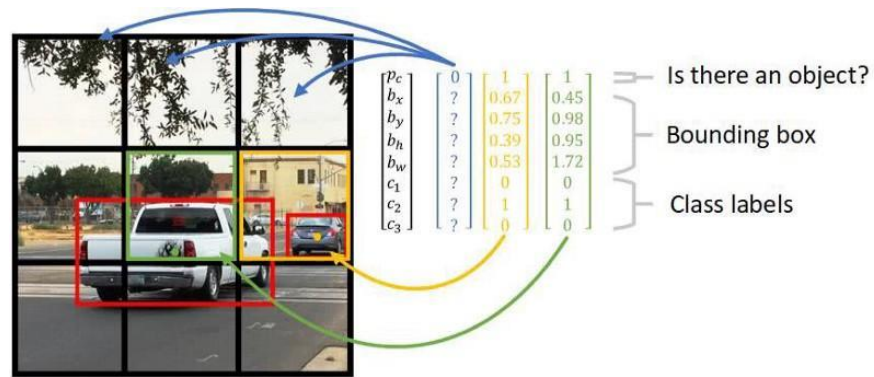 p_c 0 1 1 Is there an object?
b_x ? 0.67 0.45
b_y ? 0.75 0.98
b_h ? 0.39 0.95 Bounding box
b_w ? 0.53 1.72
c_1 ? 0 0
c_2 ? 1 1 Class labels
c_3 ? 0 0